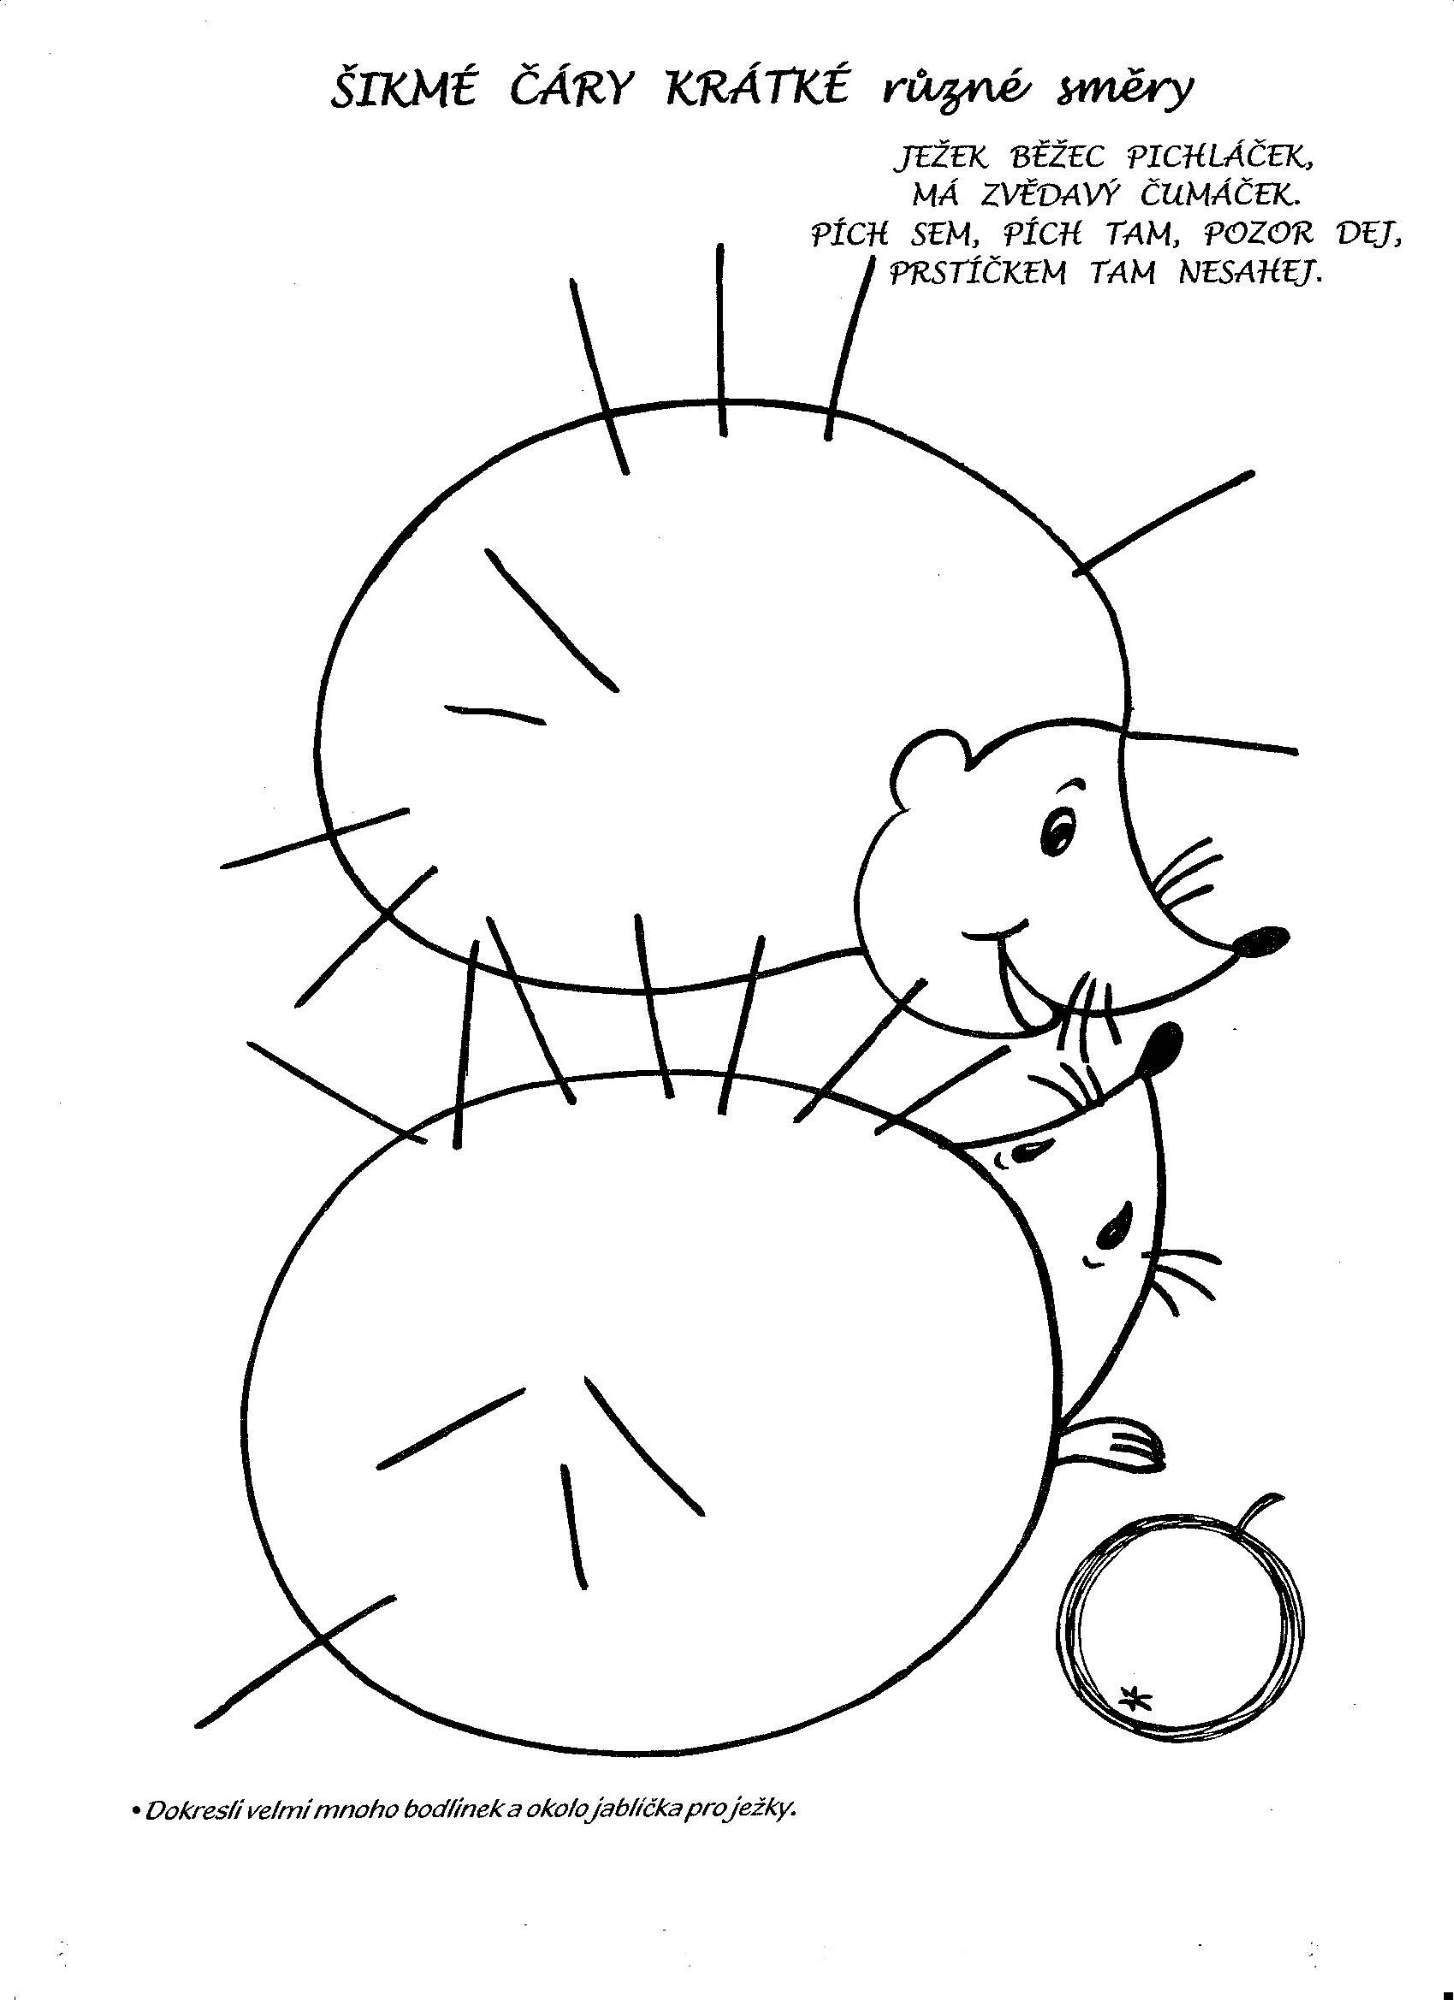 ŠIKMÉ ČÁRY KRÁTKÉ různé směry
JEŽEK BĚŽEC PICHLÁČEK,
MÁ ZVĚDAVÝ ČUMÁČEK.
PÍCH SEM, PÍCH TAM, POZOR DEJ,
PRSTÍČKEM TAM NESAHEJ.
• Dokresli velmi mnoho bodlinek a okolo jablíčka pro ježky.